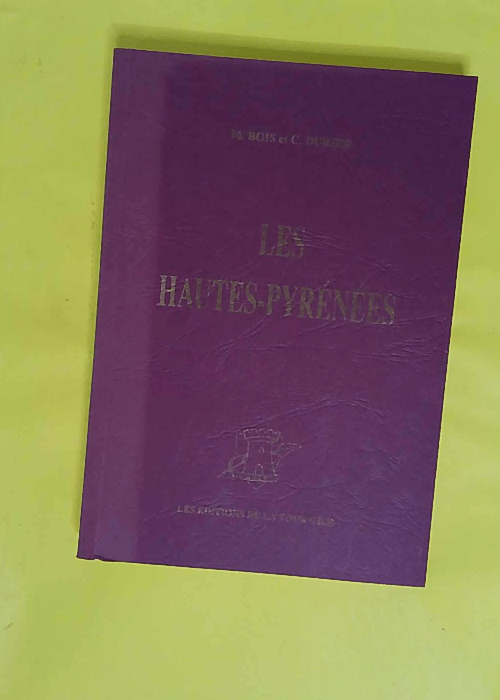 M. BOIS et C. DURIER
LES
HAUTES-PYRÉNÉES
LES EDITIONS DE LA TOUR GILE